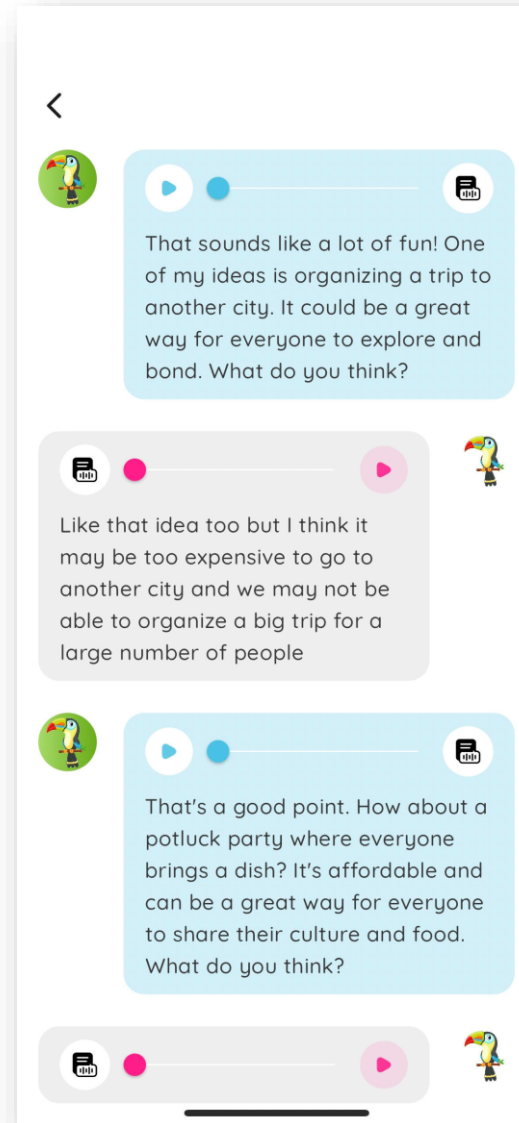 That sounds like a lot of fun! One
of my ideas is organizing a trip to
another city. It could be a great
way for everyone to explore and
bond. What do you think?
Like that idea too but I think it
may be too expensive to go to
another city and we may not be
able to organize a big trip for a
large number of people
That's a good point. How about a
potluck party where everyone
brings a dish? It's affordable and
can be a great way for everyone
to share their culture and food.
What do you think?